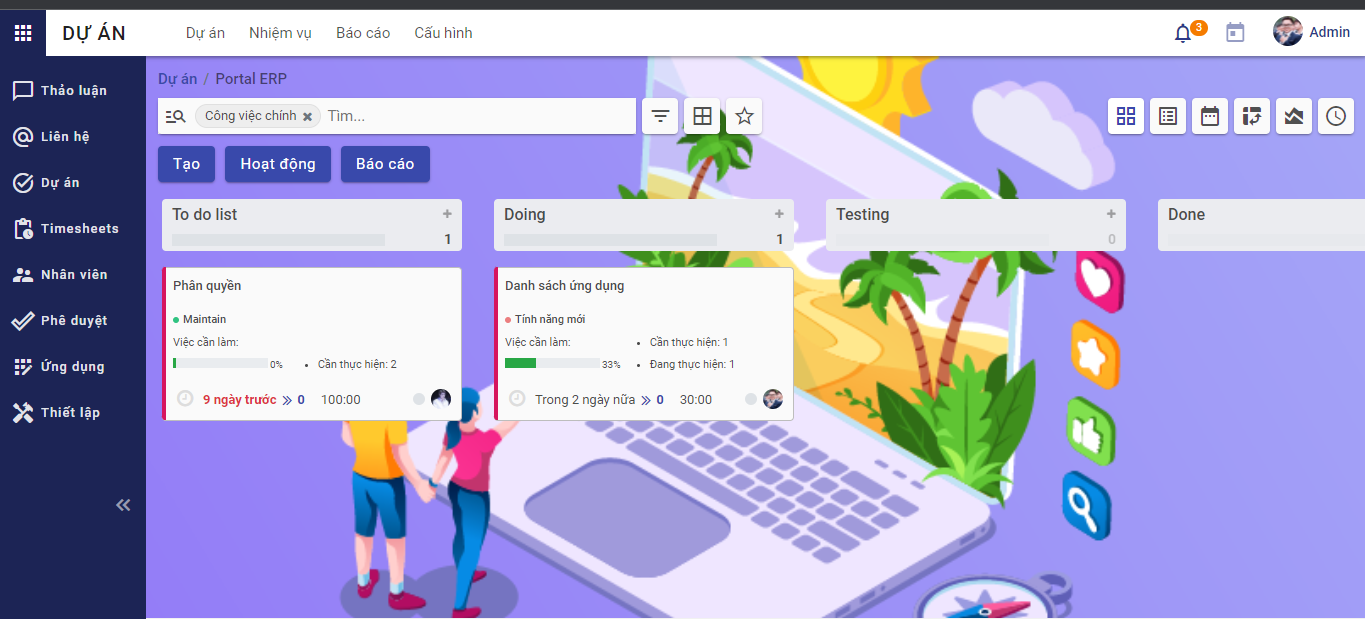 DỰ ÁN
Dự án Nhiệm vụ Báo cáo Cấu hình
3
Admin
Thảo luận
Liên hệ
Dự án
Timesheets
Nhân viên
Phê duyệt
Ứng dụng
Thiết lập
Dự án / Portal ERP
Công việc chính Tìm...
Tạo Hoạt động Báo cáo
To do list +
1
Doing +
1
Testing +
0
Done
Phân quyền
Maintain
Việc cần làm:
0% • Cần thực hiện: 2
9 ngày trước 0 100:00
Danh sách ứng dụng
Tính năng mới
Việc cần làm: • Cần thực hiện: 1
33% • Đang thực hiện: 1
Trong 2 ngày nữa 0 30:00